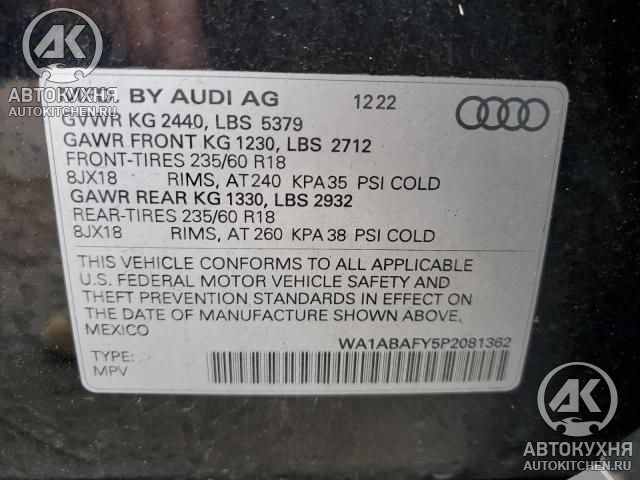 AK
АВТОКУХНЯ
AUTOKITCHEN.RU
BY AUDI AG 12 22
GVWR KG 2440, LBS 5379
GAWR FRONT KG 1230, LBS 2712
FRONT-TIRES 235/60 R18
8JX18 RIMS, AT 240 KPA 35 PSI COLD
GAWR REAR KG 1330, LBS 2932
REAR-TIRES 235/60 R18
8JX18 RIMS, AT 260 KPA 38 PSI COLD
THIS VEHICLE CONFORMS TO ALL APPLICABLE
U.S. FEDERAL MOTOR VEHICLE SAFETY AND
THEFT PREVENTION STANDARDS IN EFFECT ON
THE DATE OF MANUFACTURE SHOWN ABOVE.
MEXICO
WA1ABAFY5P2081362
TYPE:
MPV
AK
АВТОКУХНЯ
AUTOKITCHEN.RU